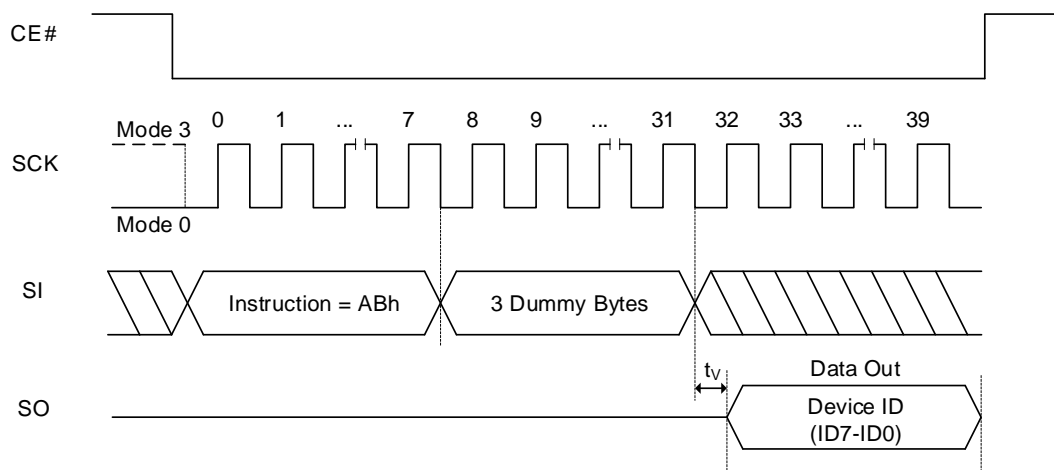 CE#
0 1 ... 7 8 9 ... 31 32 33 ... 39
Mode 3
SCK
Mode 0
SI
Instruction = ABh
3 Dummy Bytes
tV
Data Out
SO
Device ID
(ID7-ID0)